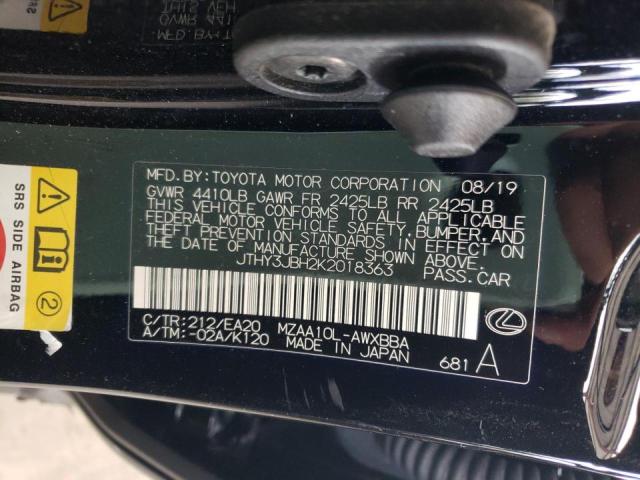 MFD.BY:TOYOTA MOTOR CORPORATION 08/19
GVWR 4410LB GAWR FR 2425LB RR 2425LB
THIS VEHICLE CONFORMS TO ALL APPLICABLE
FEDERAL MOTOR VEHICLE SAFETY,BUMPER,AND
THEFT PREVENTION STANDARDS IN EFFECT ON
THE DATE OF MANUFACTURE SHOWN ABOVE.
JTHY3JBH2K2018363 PASS.CAR
C/TR:212/EA20 MZAA10L-AWXBBA
A/TM:-02A/K120 MADE IN JAPAN
681 A
SRS SIDE AIRBAG
2